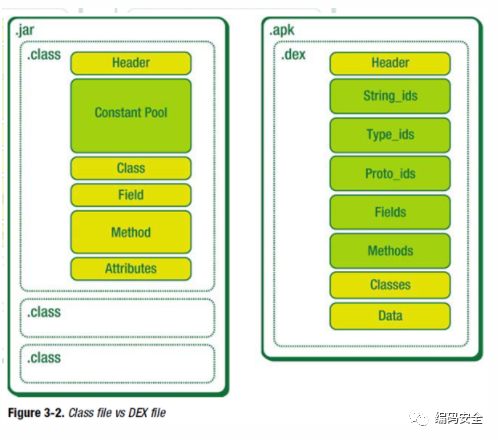 .jar
.class
Header
Constant Pool
Class
Field
Method
Attributes
.class
.class
.apk
.dex
Header
String_ids
Type_ids
Proto_ids
Fields
Methods
Classes
Data
Figure 3-2. Class file vs DEX file
编码安全